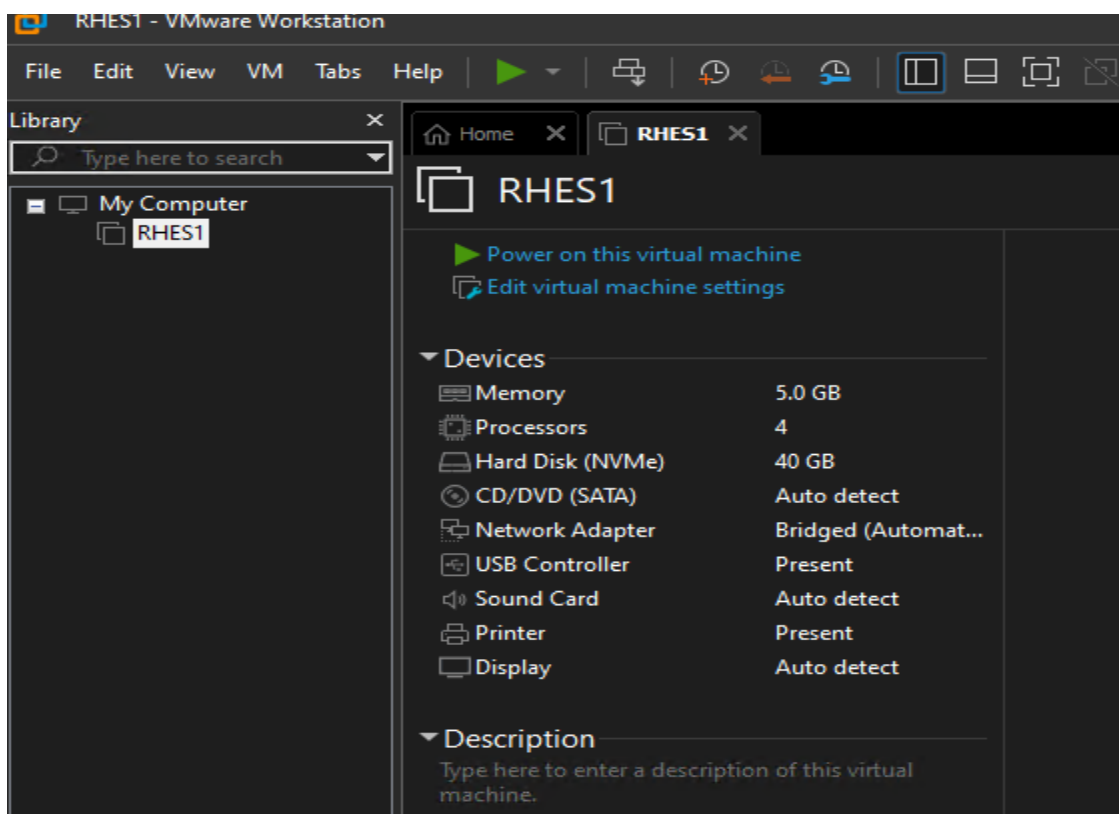 RHES1 - VMware Workstation
File Edit View VM Tabs Help
Library
Type here to search
My Computer
RHES1
Home RHES1
RHES1
Power on this virtual machine
Edit virtual machine settings
Devices
Memory 5.0 GB
Processors 4
Hard Disk (NVMe) 40 GB
CD/DVD (SATA) Auto detect
Network Adapter Bridged (Automat...
USB Controller Present
Sound Card Auto detect
Printer Present
Display Auto detect
Description
Type here to enter a description of this virtual
machine.